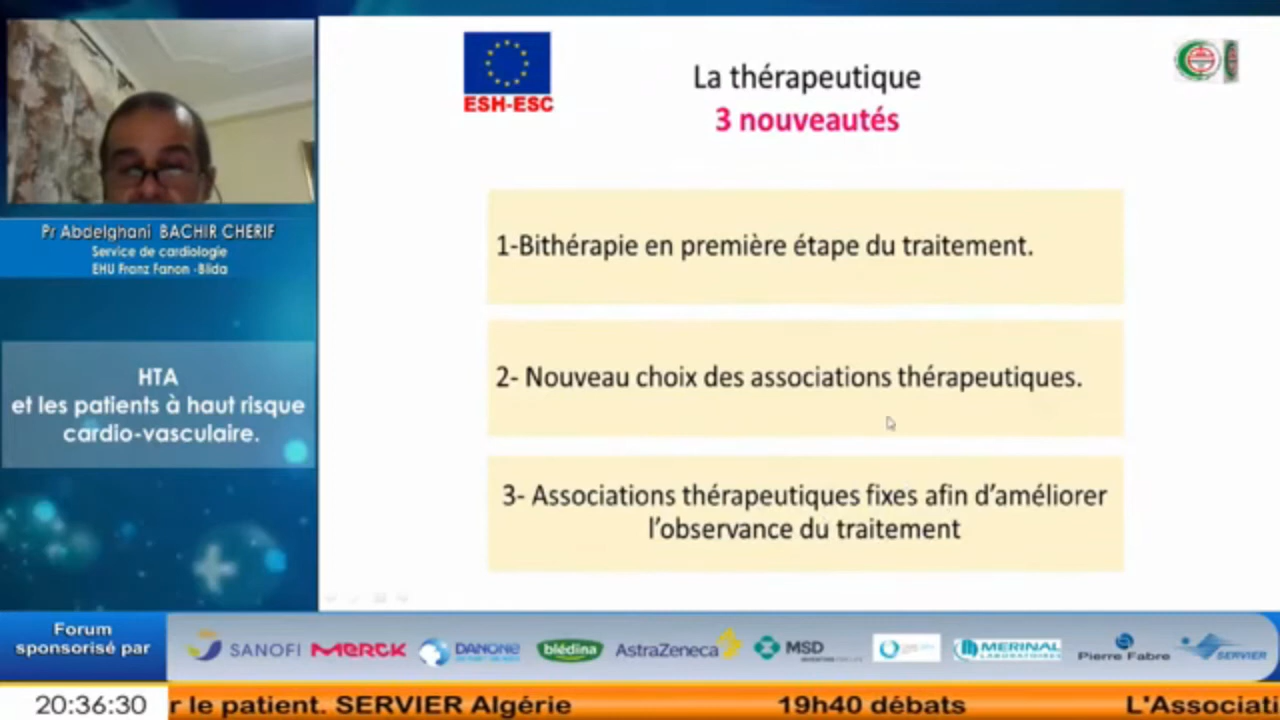 ESH-ESC
La thérapeutique
3 nouveautés
Pr Abdelghani BACHIR CHERIF
Service de cardiologie
EHU Franz Fanon -Blida
HTA
et les patients à haut risque
cardio-vasculaire.
1-Bithérapie en première étape du traitement.
2- Nouveau choix des associations thérapeutiques.
3- Associations thérapeutiques fixes afin d’améliorer
l’observance du traitement
Forum
sponsorisé par
SANOFI
MERCK
DANONE
blédina
AstraZeneca
MSD
MERINAL
LABORATOIRES
Pierre Fabre
SERVIER
20:36:30
r le patient. SERVIER Algérie 19h40 débats L'Associati